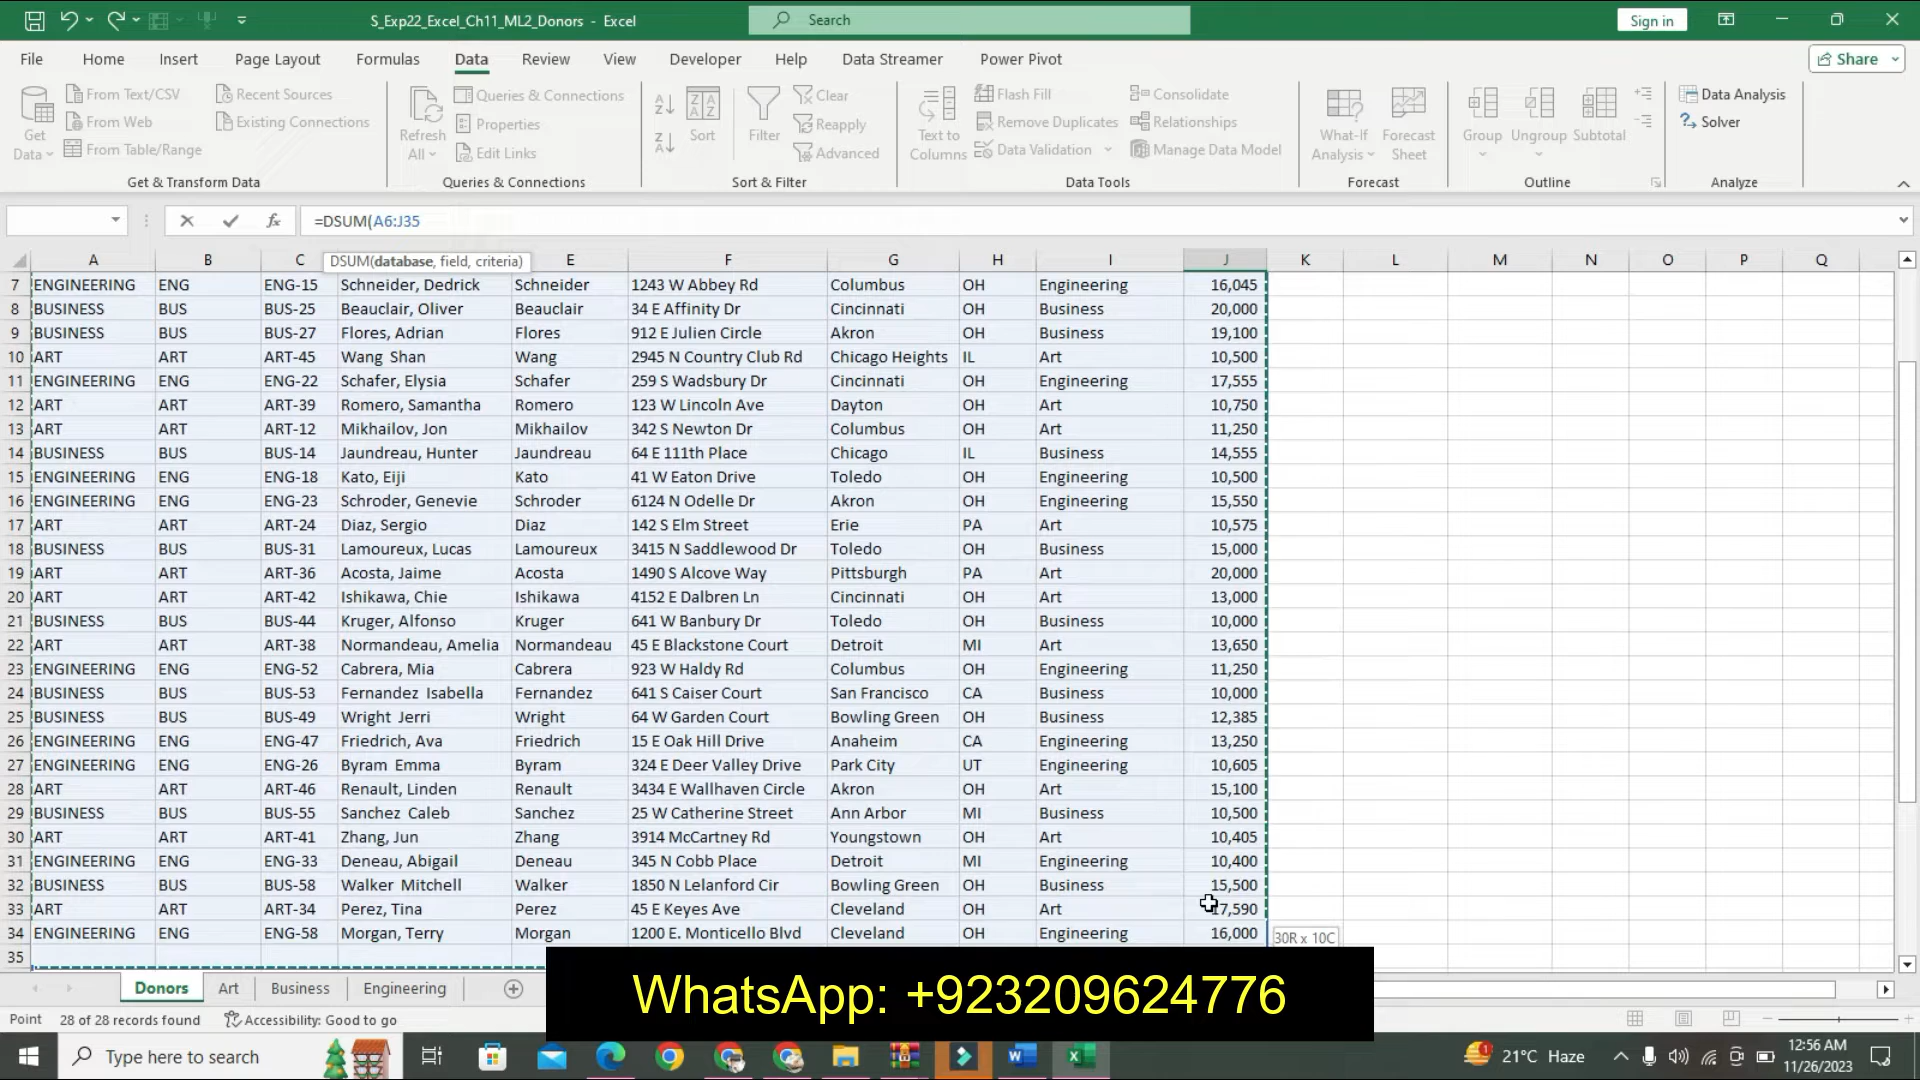 S_Exp22_Excel_Ch11_ML2_Donors - Excel
Search
Sign in
File Home Insert Page Layout Formulas Data Review View Developer Help Data Streamer Power Pivot
Share
Get Data
From Text/CSV
From Web
From Table/Range
Recent Sources
Existing Connections
Get & Transform Data
Refresh All
Queries & Connections
Properties
Edit Links
Queries & Connections
Sort
Filter
Clear
Reapply
Advanced
Sort & Filter
Text to Columns
Flash Fill
Remove Duplicates
Data Validation
Consolidate
Relationships
Manage Data Model
Data Tools
What-If Analysis
Forecast Sheet
Forecast
Group
Ungroup
Subtotal
Outline
Data Analysis
Solver
Analyze
fx
=DSUM(A6:J35
DSUM(database, field, criteria)
A B C E F G H I J K L M N O P Q
7 ENGINEERING ENG ENG-15 Schneider, Dedrick Schneider 1243 W Abbey Rd Columbus OH Engineering 16,045
8 BUSINESS BUS BUS-25 Beauclair, Oliver Beauclair 34 E Affinity Dr Cincinnati OH Business 20,000
9 BUSINESS BUS BUS-27 Flores, Adrian Flores 912 E Julien Circle Akron OH Business 19,100
10 ART ART ART-45 Wang Shan Wang 2945 N Country Club Rd Chicago Heights IL Art 10,500
11 ENGINEERING ENG ENG-22 Schafer, Elysia Schafer 259 S Wadsbury Dr Cincinnati OH Engineering 17,555
12 ART ART ART-39 Romero, Samantha Romero 123 W Lincoln Ave Dayton OH Art 10,750
13 ART ART ART-12 Mikhailov, Jon Mikhailov 342 S Newton Dr Columbus OH Art 11,250
14 BUSINESS BUS BUS-14 Jaundreau, Hunter Jaundreau 64 E 111th Place Chicago IL Business 14,555
15 ENGINEERING ENG ENG-18 Kato, Eiji Kato 41 W Eaton Drive Toledo OH Engineering 10,500
16 ENGINEERING ENG ENG-23 Schroder, Genevie Schroder 6124 N Odelle Dr Akron OH Engineering 15,550
17 ART ART ART-24 Diaz, Sergio Diaz 142 S Elm Street Erie PA Art 10,575
18 BUSINESS BUS BUS-31 Lamoureux, Lucas Lamoureux 3415 N Saddlewood Dr Toledo OH Business 15,000
19 ART ART ART-36 Acosta, Jaime Acosta 1490 S Alcove Way Pittsburgh PA Art 20,000
20 ART ART ART-42 Ishikawa, Chie Ishikawa 4152 E Dalbren Ln Cincinnati OH Art 13,000
21 BUSINESS BUS BUS-44 Kruger, Alfonso Kruger 641 W Banbury Dr Toledo OH Business 10,000
22 ART ART ART-38 Normandeau, Amelia Normandeau 45 E Blackstone Court Detroit MI Art 13,650
23 ENGINEERING ENG ENG-52 Cabrera, Mia Cabrera 923 W Haldy Rd Columbus OH Engineering 11,250
24 BUSINESS BUS BUS-53 Fernandez Isabella Fernandez 641 S Caiser Court San Francisco CA Business 10,000
25 BUSINESS BUS BUS-49 Wright Jerri Wright 64 W Garden Court Bowling Green OH Business 12,385
26 ENGINEERING ENG ENG-47 Friedrich, Ava Friedrich 15 E Oak Hill Drive Anaheim CA Engineering 13,250
27 ENGINEERING ENG ENG-26 Byram Emma Byram 324 E Deer Valley Drive Park City UT Engineering 10,605
28 ART ART ART-46 Renault, Linden Renault 3434 E Wallhaven Circle Akron OH Art 15,100
29 BUSINESS BUS BUS-55 Sanchez Caleb Sanchez 25 W Catherine Street Ann Arbor MI Business 10,500
30 ART ART ART-41 Zhang, Jun Zhang 3914 McCartney Rd Youngstown OH Art 10,405
31 ENGINEERING ENG ENG-33 Deneau, Abigail Deneau 345 N Cobb Place Detroit MI Engineering 10,400
32 BUSINESS BUS BUS-58 Walker Mitchell Walker 1850 N Lelanford Cir Bowling Green OH Business 15,500
33 ART ART ART-34 Perez, Tina Perez 45 E Keyes Ave Cleveland OH Art 17,590
34 ENGINEERING ENG ENG-58 Morgan, Terry Morgan 1200 E. Monticello Blvd Cleveland OH Engineering 16,000
30R x 10C
35
WhatsApp: +923209624776
Donors Art Business Engineering
Point 28 of 28 records found Accessibility: Good to go
Type here to search
21°C Haze
12:56 AM
11/26/2023